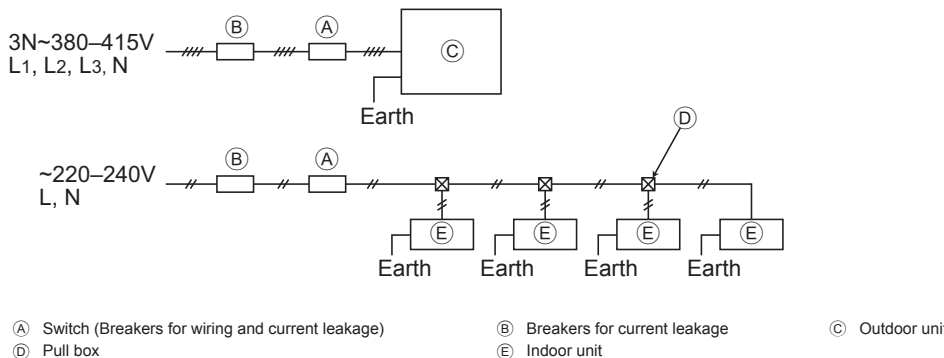 Ⓑ Ⓐ
3N~380–415V
L1, L2, L3, N
Ⓒ
Earth
Ⓓ
Ⓑ Ⓐ
~220–240V
L, N
Ⓔ Ⓔ Ⓔ Ⓔ
Earth Earth Earth Earth
Ⓐ Switch (Breakers for wiring and current leakage) Ⓑ Breakers for current leakage Ⓒ Outdoor unit
Ⓓ Pull box Ⓔ Indoor unit